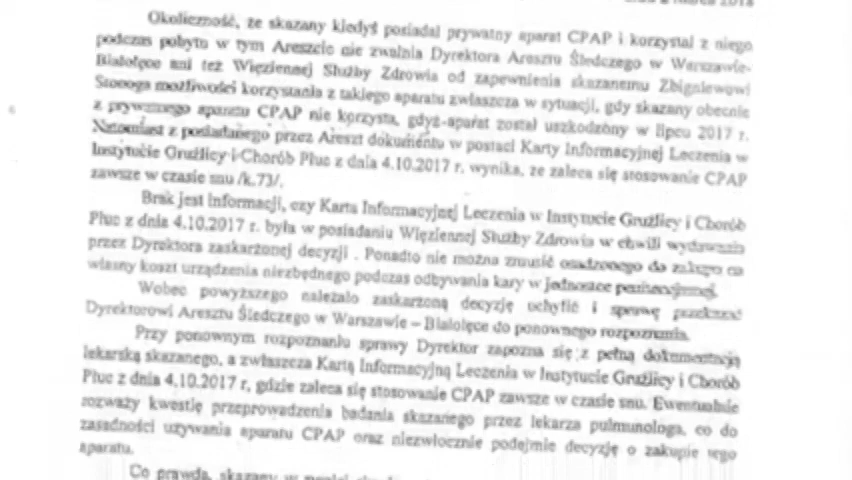 2018
Okoliczność, że skazany kiedyś posiadał prywatny aparat CPAP i korzystał z niego
podczas pobytu w tym Areszcie nie zwalnia Dyrektora Aresztu Śledczego w Warszawie-
Białołęce ani też Więziennej Służby Zdrowia od zapewnienia skazanemu Zbigniewowi
Stonoga możliwości korzystania z takiego aparatu zwłaszcza w sytuacji, gdy skazany obecnie
z prywatnego aparatu CPAP nie korzysta, gdyż aparat został uszkodzony w lipcu 2017 r.
Natomiast z posiadanego przez Areszt dokumentu w postaci Karty Informacyjnej Leczenia w
Instytucie Gruźlicy i Chorób Płuc z dnia 4.10.2017 r. wynika, że zaleca się stosowanie CPAP
zawsze w czasie snu /k.73/.
Brak jest informacji, czy Karta Informacyjnej Leczenia w Instytucie Gruźlicy i Chorób
Płuc z dnia 4.10.2017 r. była w posiadaniu Więziennej Służby Zdrowia w chwili wydawania
przez Dyrektora zaskarżonej decyzji . Ponadto nie można zmusić osadzonego do zakupu na
własny koszt urządzenia niezbędnego podczas odbywania kary w jednostce penitencjarnej.
Wobec powyższego należało zaskarżoną decyzję uchylić i sprawę przekazać
Dyrektorowi Aresztu Śledczego w Warszawie – Białołęce do ponownego rozpoznania.
Przy ponownym rozpoznaniu sprawy Dyrektor zapozna się z pełną dokumentacją
lekarską skazanego, a zwłaszcza Kartą Informacyjną Leczenia w Instytucie Gruźlicy i Chorób
Płuc z dnia 4.10.2017 r, gdzie zaleca się stosowanie CPAP zawsze w czasie snu. Ewentualnie
rozważy kwestię przeprowadzenia badania skazanego przez lekarza pulmunologa, co do
zasadności używania aparatu CPAP oraz niezwłocznie podejmie decyzję o zakupie tego
aparatu.
Co prawda, skazany w